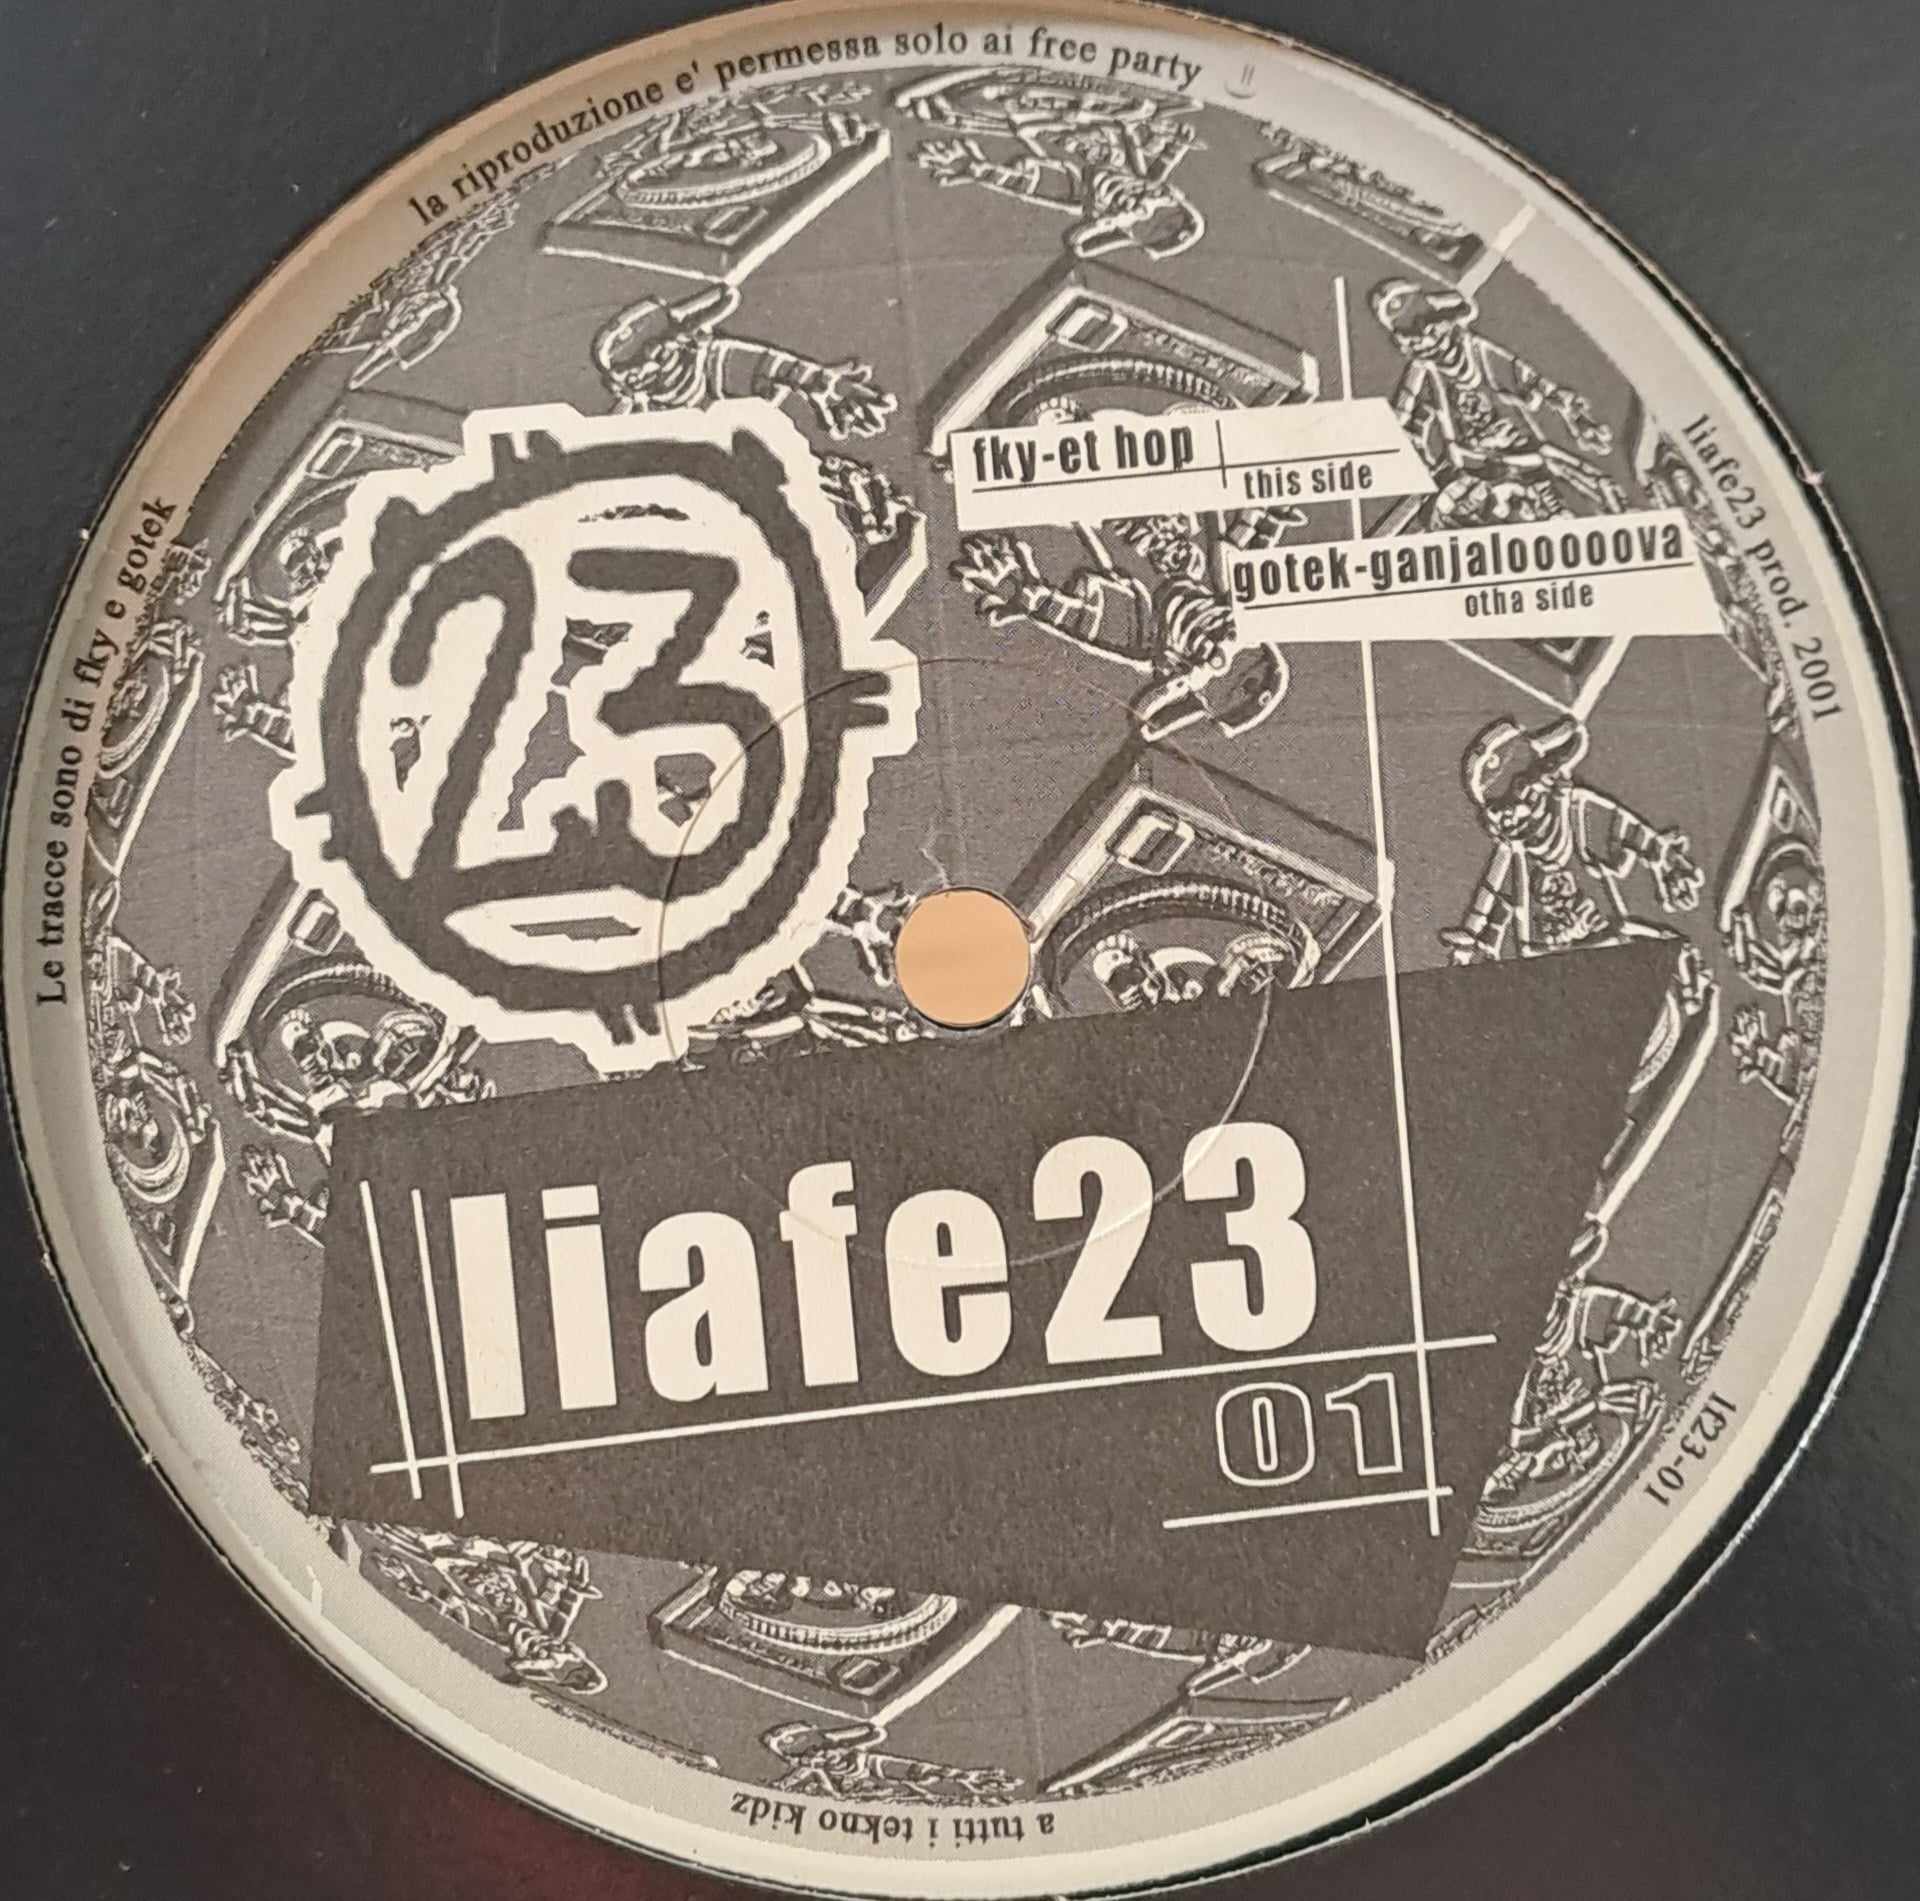 Le tracce sono di fky e gotek
la riproduzione e' permessa solo ai free party
liafe23 prod. 2001
lf23-01
a tutti i tekno kidz
23
fky-et hop
this side
gotek-ganjalooooova
otha side
liafe23
01